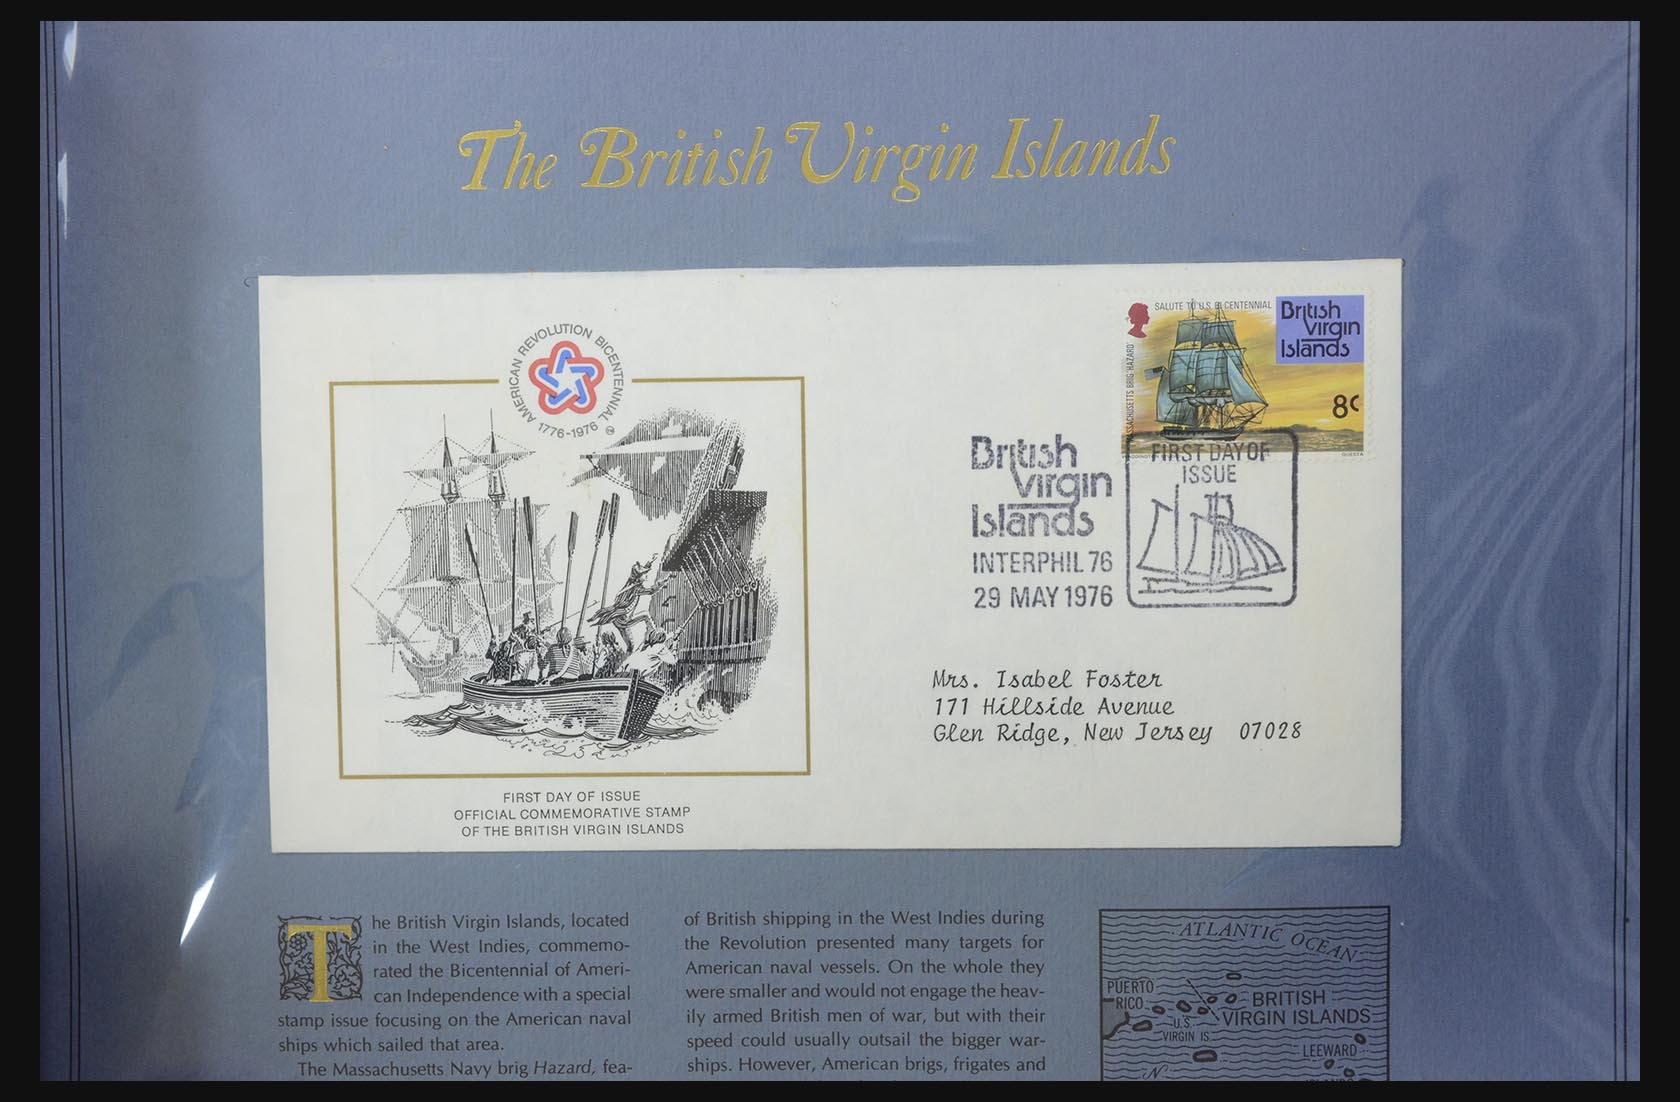 The British Virgin Islands
AMERICAN REVOLUTION BICENTENNIAL
1776-1976
SALUTE TO U.S. BICENTENNIAL
British
Virgin
Islands
MASSACHUSETTS BRIG 'HAZARD'
8c
QUESTA
British
Virgin
Islands
INTERPHIL 76
29 MAY 1976
FIRST DAY OF
ISSUE
Mrs. Isabel Foster
171 Hillside Avenue
Glen Ridge, New Jersey 07028
FIRST DAY OF ISSUE
OFFICIAL COMMEMORATIVE STAMP
OF THE BRITISH VIRGIN ISLANDS
The British Virgin Islands, located
in the West Indies, commemo-
rated the Bicentennial of Ameri-
can Independence with a special
stamp issue focusing on the American naval
ships which sailed that area.
The Massachusetts Navy brig Hazard, fea-
of British shipping in the West Indies during
the Revolution presented many targets for
American naval vessels. On the whole they
were smaller and would not engage the heav-
ily armed British men of war, but with their
speed could usually outsail the bigger war-
ships. However, American brigs, frigates and
ATLANTIC OCEAN
PUERTO
RICO
BRITISH
VIRGIN ISLANDS
U.S.
VIRGIN IS.
LEEWARD
N